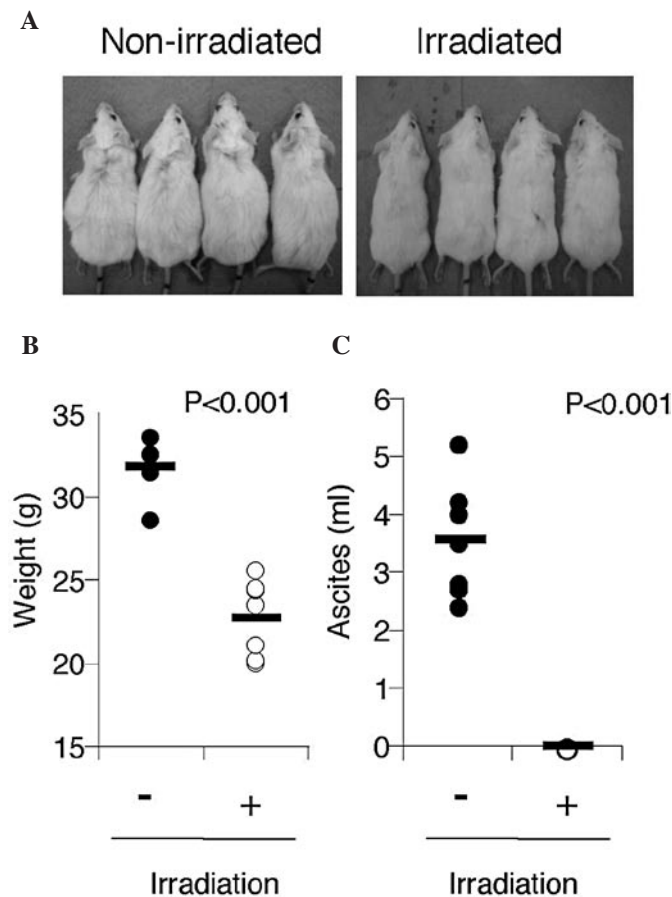 A
Non-irradiated Irradiated
B C
P<0.001 P<0.001
35
30
25
20
15
Weight (g)
- +
Irradiation
6
5
4
3
2
1
0
Ascites (ml)
- +
Irradiation